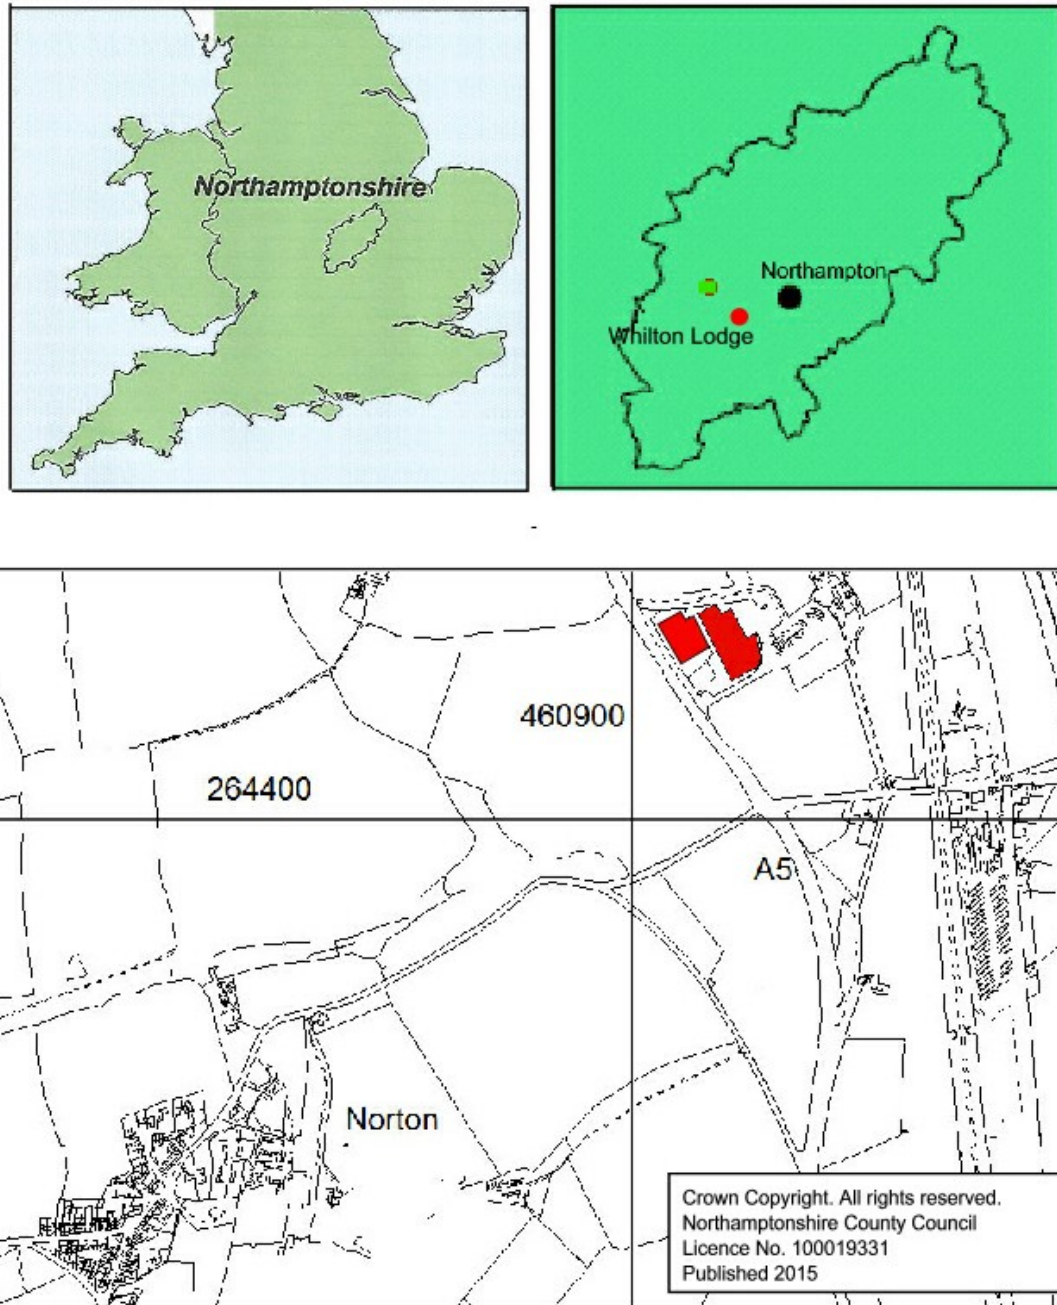 Northamptonshire
Northampton
Whilton Lodge
460900
264400
A5
Norton
Crown Copyright. All rights reserved.
Northamptonshire County Council
Licence No. 100019331
Published 2015